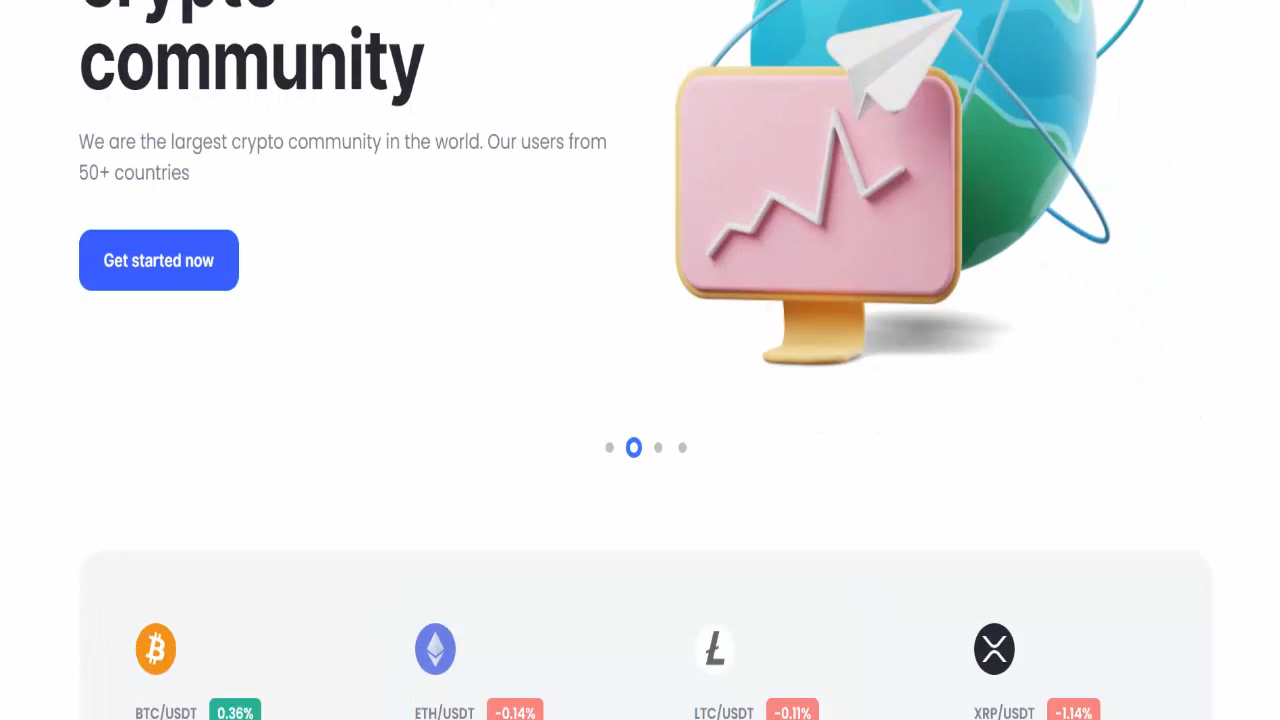 crypto
community
We are the largest crypto community in the world. Our users from
50+ countries
Get started now
BTC/USDT 0.36% ETH/USDT -0.14% LTC/USDT -0.11% XRP/USDT -1.14%